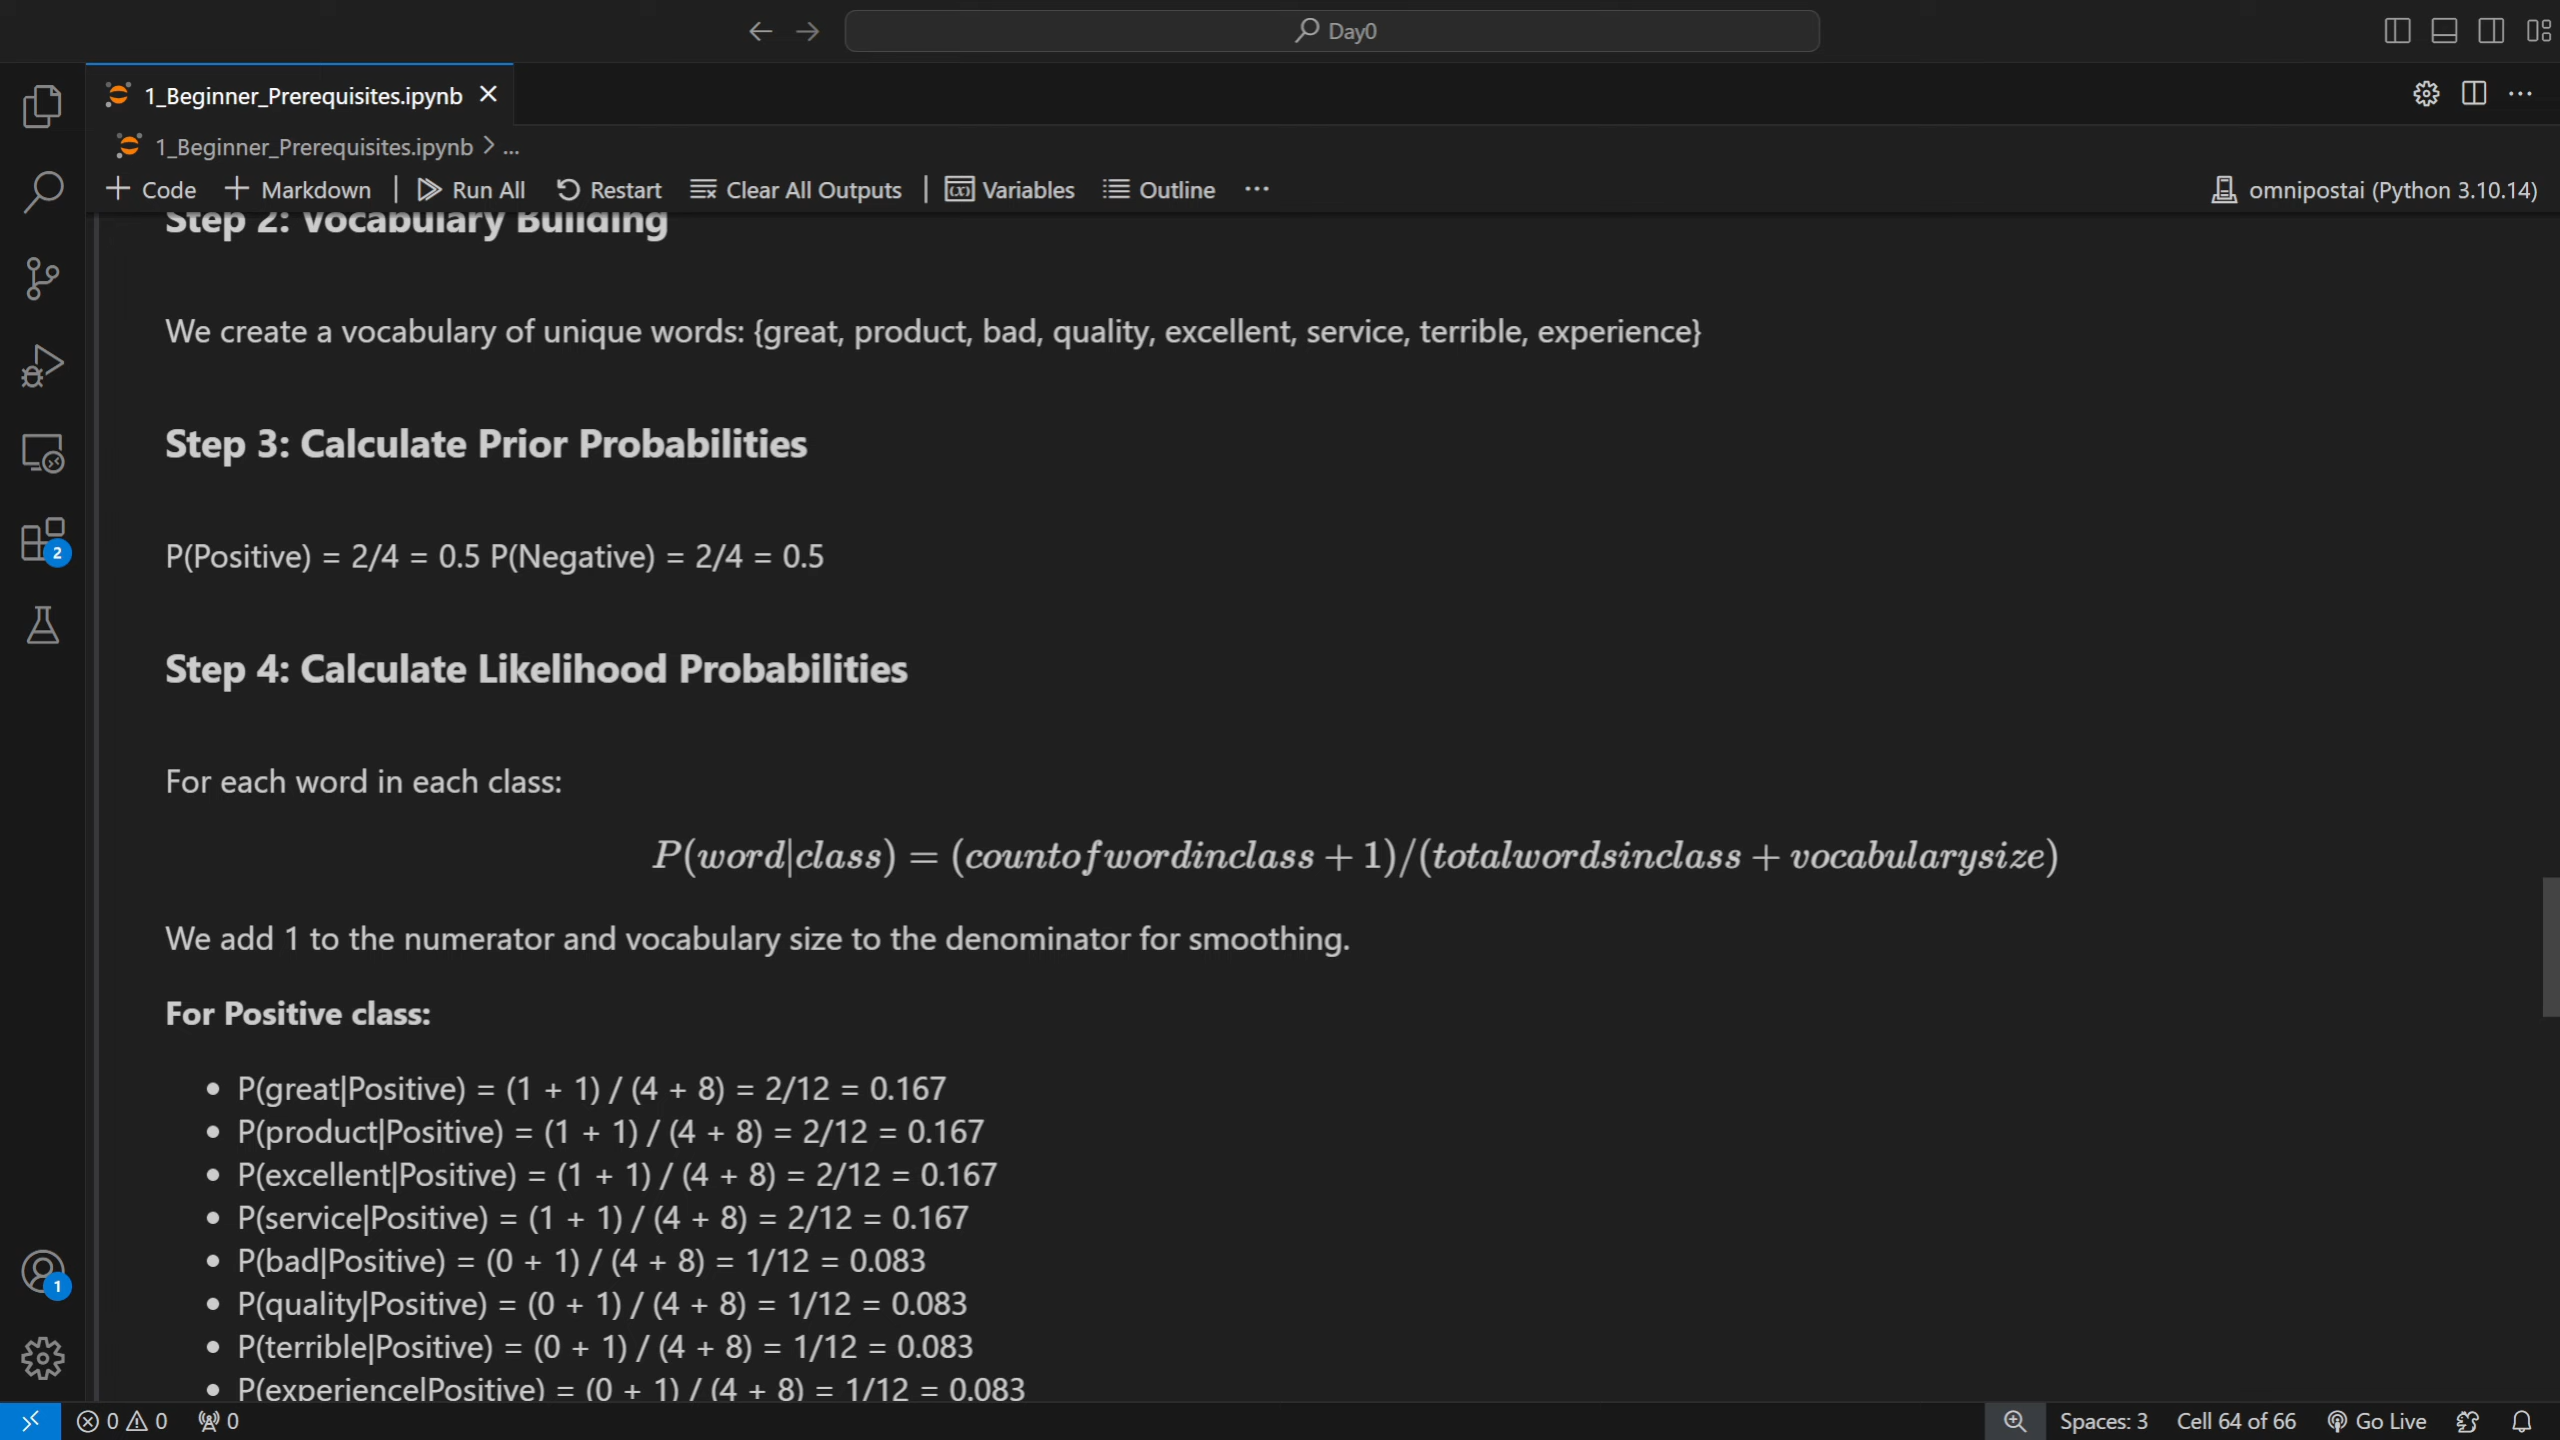 Day0
1_Beginner_Prerequisites.ipynb
1_Beginner_Prerequisites.ipynb > ...
Code Markdown Run All Restart Clear All Outputs Variables Outline ... omnipostai (Python 3.10.14)
Step 2: Vocabulary Building
We create a vocabulary of unique words: {great, product, bad, quality, excellent, service, terrible, experience}
Step 3: Calculate Prior Probabilities
P(Positive) = 2/4 = 0.5 P(Negative) = 2/4 = 0.5
Step 4: Calculate Likelihood Probabilities
For each word in each class:
P(word|class) = (countofwordinclass + 1)/(totalwordsinclass + vocabularysize)
We add 1 to the numerator and vocabulary size to the denominator for smoothing.
For Positive class:
• P(great|Positive) = (1 + 1) / (4 + 8) = 2/12 = 0.167
• P(product|Positive) = (1 + 1) / (4 + 8) = 2/12 = 0.167
• P(excellent|Positive) = (1 + 1) / (4 + 8) = 2/12 = 0.167
• P(service|Positive) = (1 + 1) / (4 + 8) = 2/12 = 0.167
• P(bad|Positive) = (0 + 1) / (4 + 8) = 1/12 = 0.083
• P(quality|Positive) = (0 + 1) / (4 + 8) = 1/12 = 0.083
• P(terrible|Positive) = (0 + 1) / (4 + 8) = 1/12 = 0.083
• P(experience|Positive) = (0 + 1) / (4 + 8) = 1/12 = 0.083
2
1
0 0 0 Spaces: 3 Cell 64 of 66 Go Live